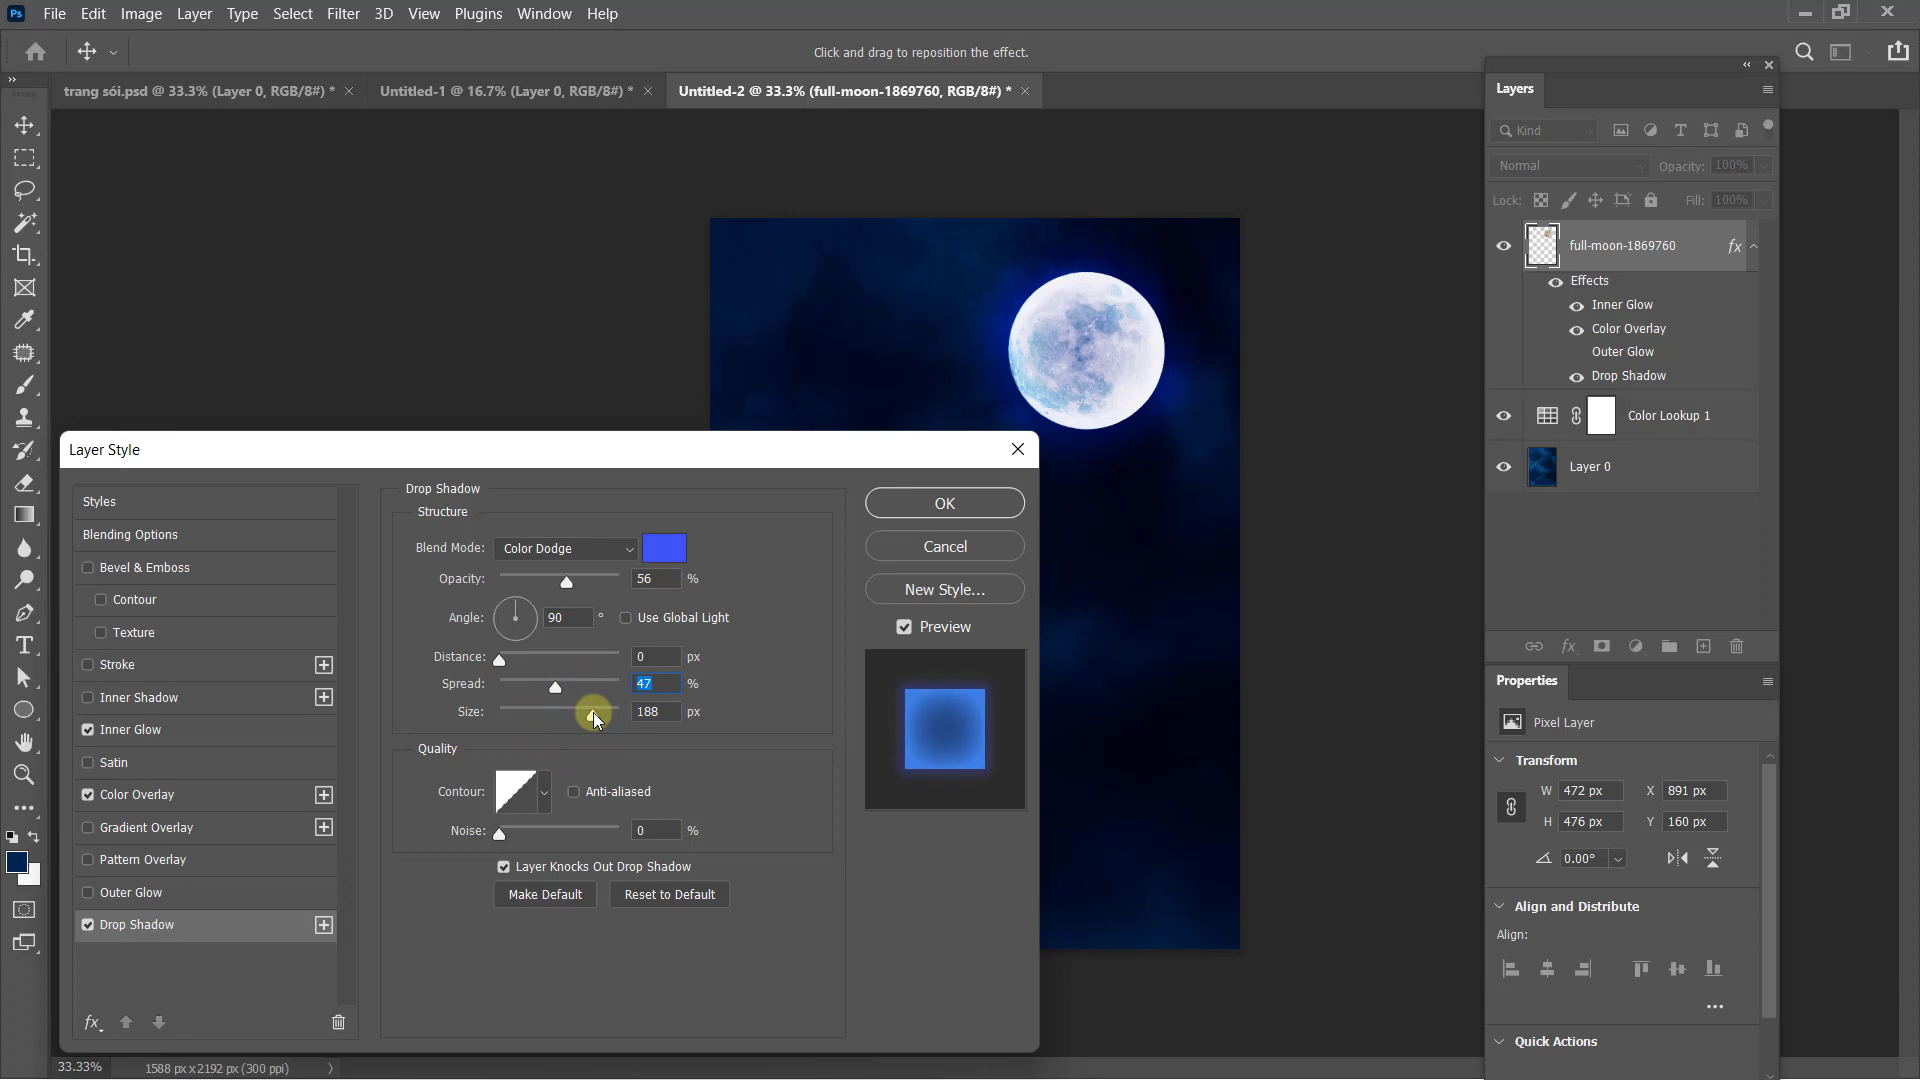 Ps File Edit Image Layer Type Select Filter 3D View Plugins Window Help
Click and drag to reposition the effect.
trang sói.psd @ 33.3% (Layer 0, RGB/8#) *
Untitled-1 @ 16.7% (Layer 0, RGB/8#) *
Untitled-2 @ 33.3% (full-moon-1869760, RGB/8#) *
Layers
Kind
Normal Opacity: 100%
Lock: Fill: 100%
full-moon-1869760 fx
Effects
Inner Glow
Color Overlay
Outer Glow
Drop Shadow
Color Lookup 1
Layer 0
fx
Properties
Pixel Layer
Transform
W 472 px X 891 px
H 476 px Y 160 px
0.00°
Align and Distribute
Align:
Quick Actions
Layer Style
Styles
Blending Options
Bevel & Emboss
Contour
Texture
Stroke
Inner Shadow
Inner Glow
Satin
Color Overlay
Gradient Overlay
Pattern Overlay
Outer Glow
Drop Shadow
fx
Drop Shadow
Structure
Blend Mode: Color Dodge
Opacity: 56 %
Angle: 90 ° Use Global Light
Distance: 0 px
Spread: 47 %
Size: 188 px
Quality
Contour: Anti-aliased
Noise: 0 %
Layer Knocks Out Drop Shadow
Make Default Reset to Default
OK
Cancel
New Style...
Preview
33.33% 1588 px x 2192 px (300 ppi)